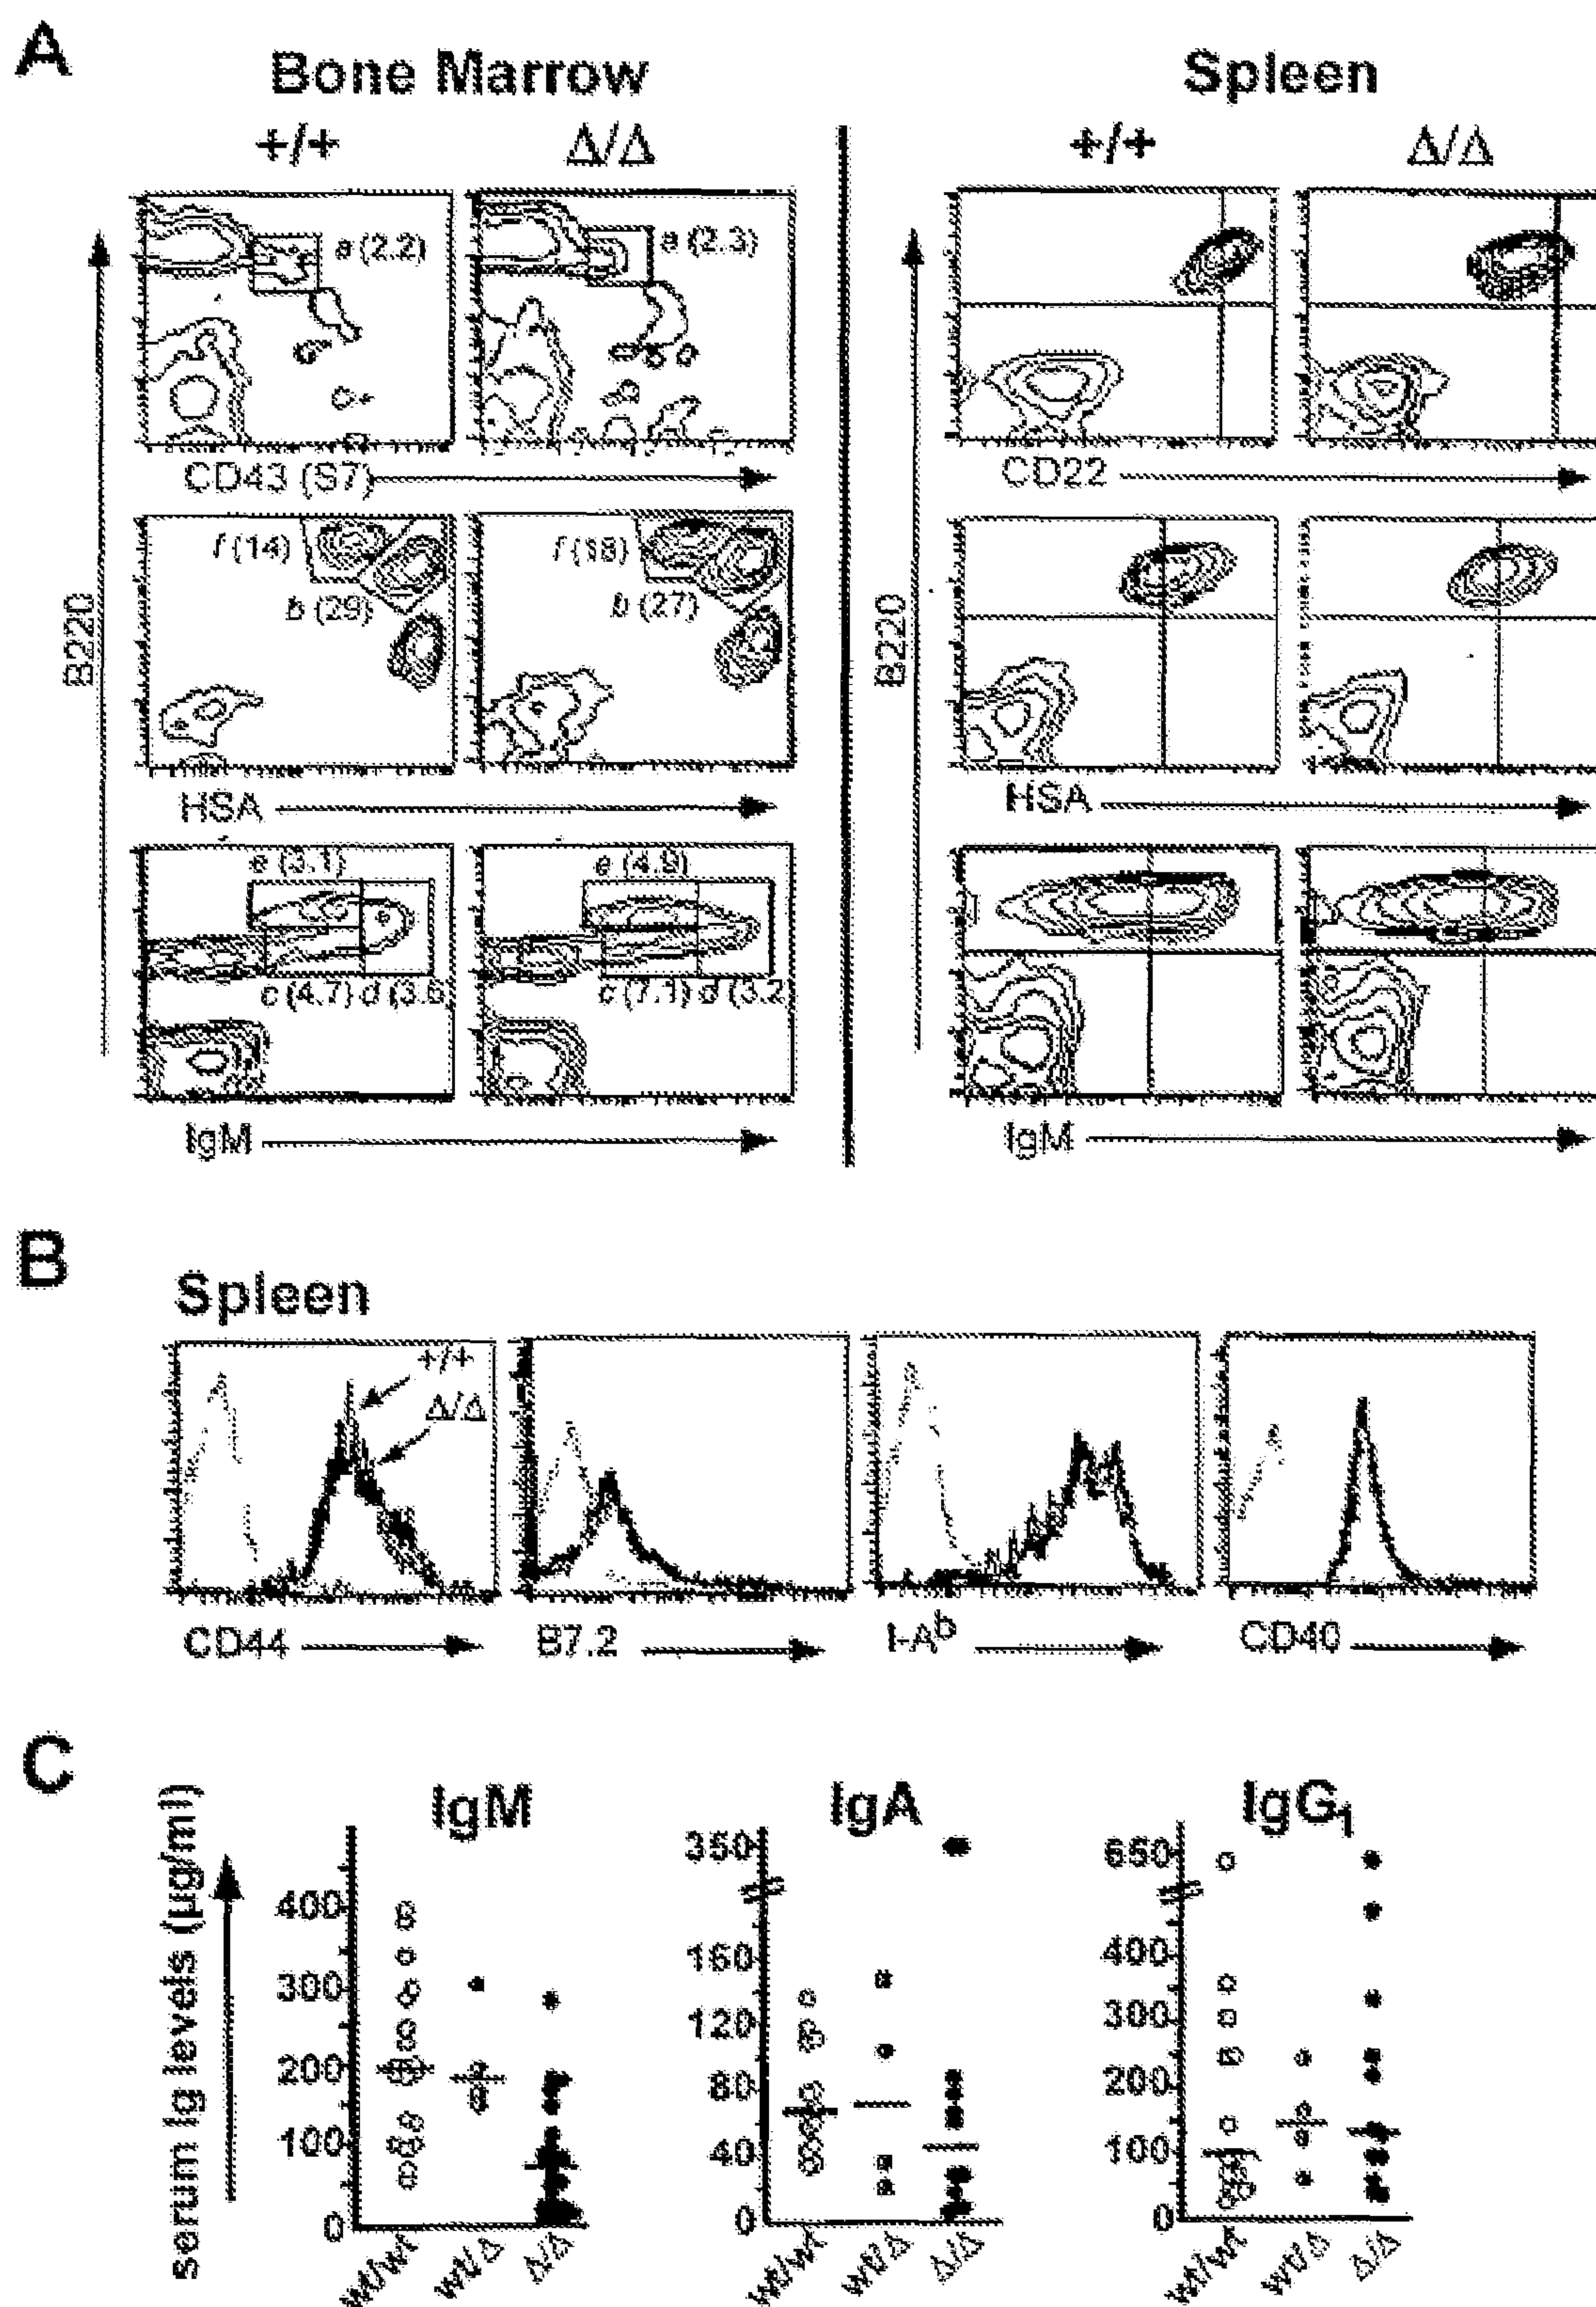 A
Bone Marrow
Spleen
+/+ Δ/Δ
+/+ Δ/Δ
a (2.2)
a (2.3)
CD43 (S7)
CD22
f (14)
f (18)
b (29)
b (27)
B220
B220
HSA
HSA
e (3.1)
e (4.9)
c (4.7) d (3.6)
c (7.1) d (3.2
IgM
IgM
B
Spleen
+/+
Δ/Δ
CD44
B7.2
I-Ab
CD40
C
serum Ig levels (µg/ml)
IgM
400
300
200
100
0
wt/wt wt/Δ Δ/Δ
IgA
350
160
120
80
40
0
wt/wt wt/Δ Δ/Δ
IgG1
650
400
300
200
100
0
wt/wt wt/Δ Δ/Δ